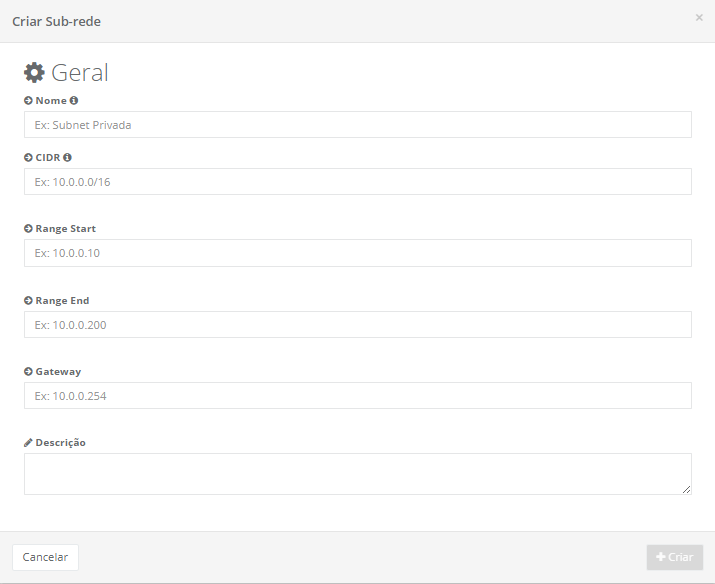 Criar Sub-rede
×
Geral
Nome
Ex: Subnet Privada
CIDR
Ex: 10.0.0.0/16
Range Start
Ex: 10.0.0.10
Range End
Ex: 10.0.0.200
Gateway
Ex: 10.0.0.254
Descrição
Cancelar
+ Criar